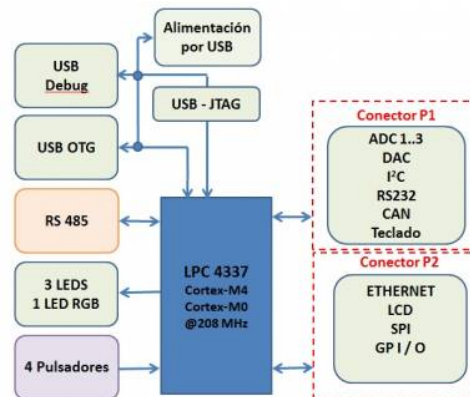 Alimentación
por USB
USB
Debug
USB - JTAG
USB OTG
RS 485
3 LEDS
1 LED RGB
4 Pulsadores
LPC 4337
Cortex-M4
Cortex-M0
@208 MHz
Conector P1
ADC 1..3
DAC
I²C
RS232
CAN
Teclado
Conector P2
ETHERNET
LCD
SPI
GP I / O